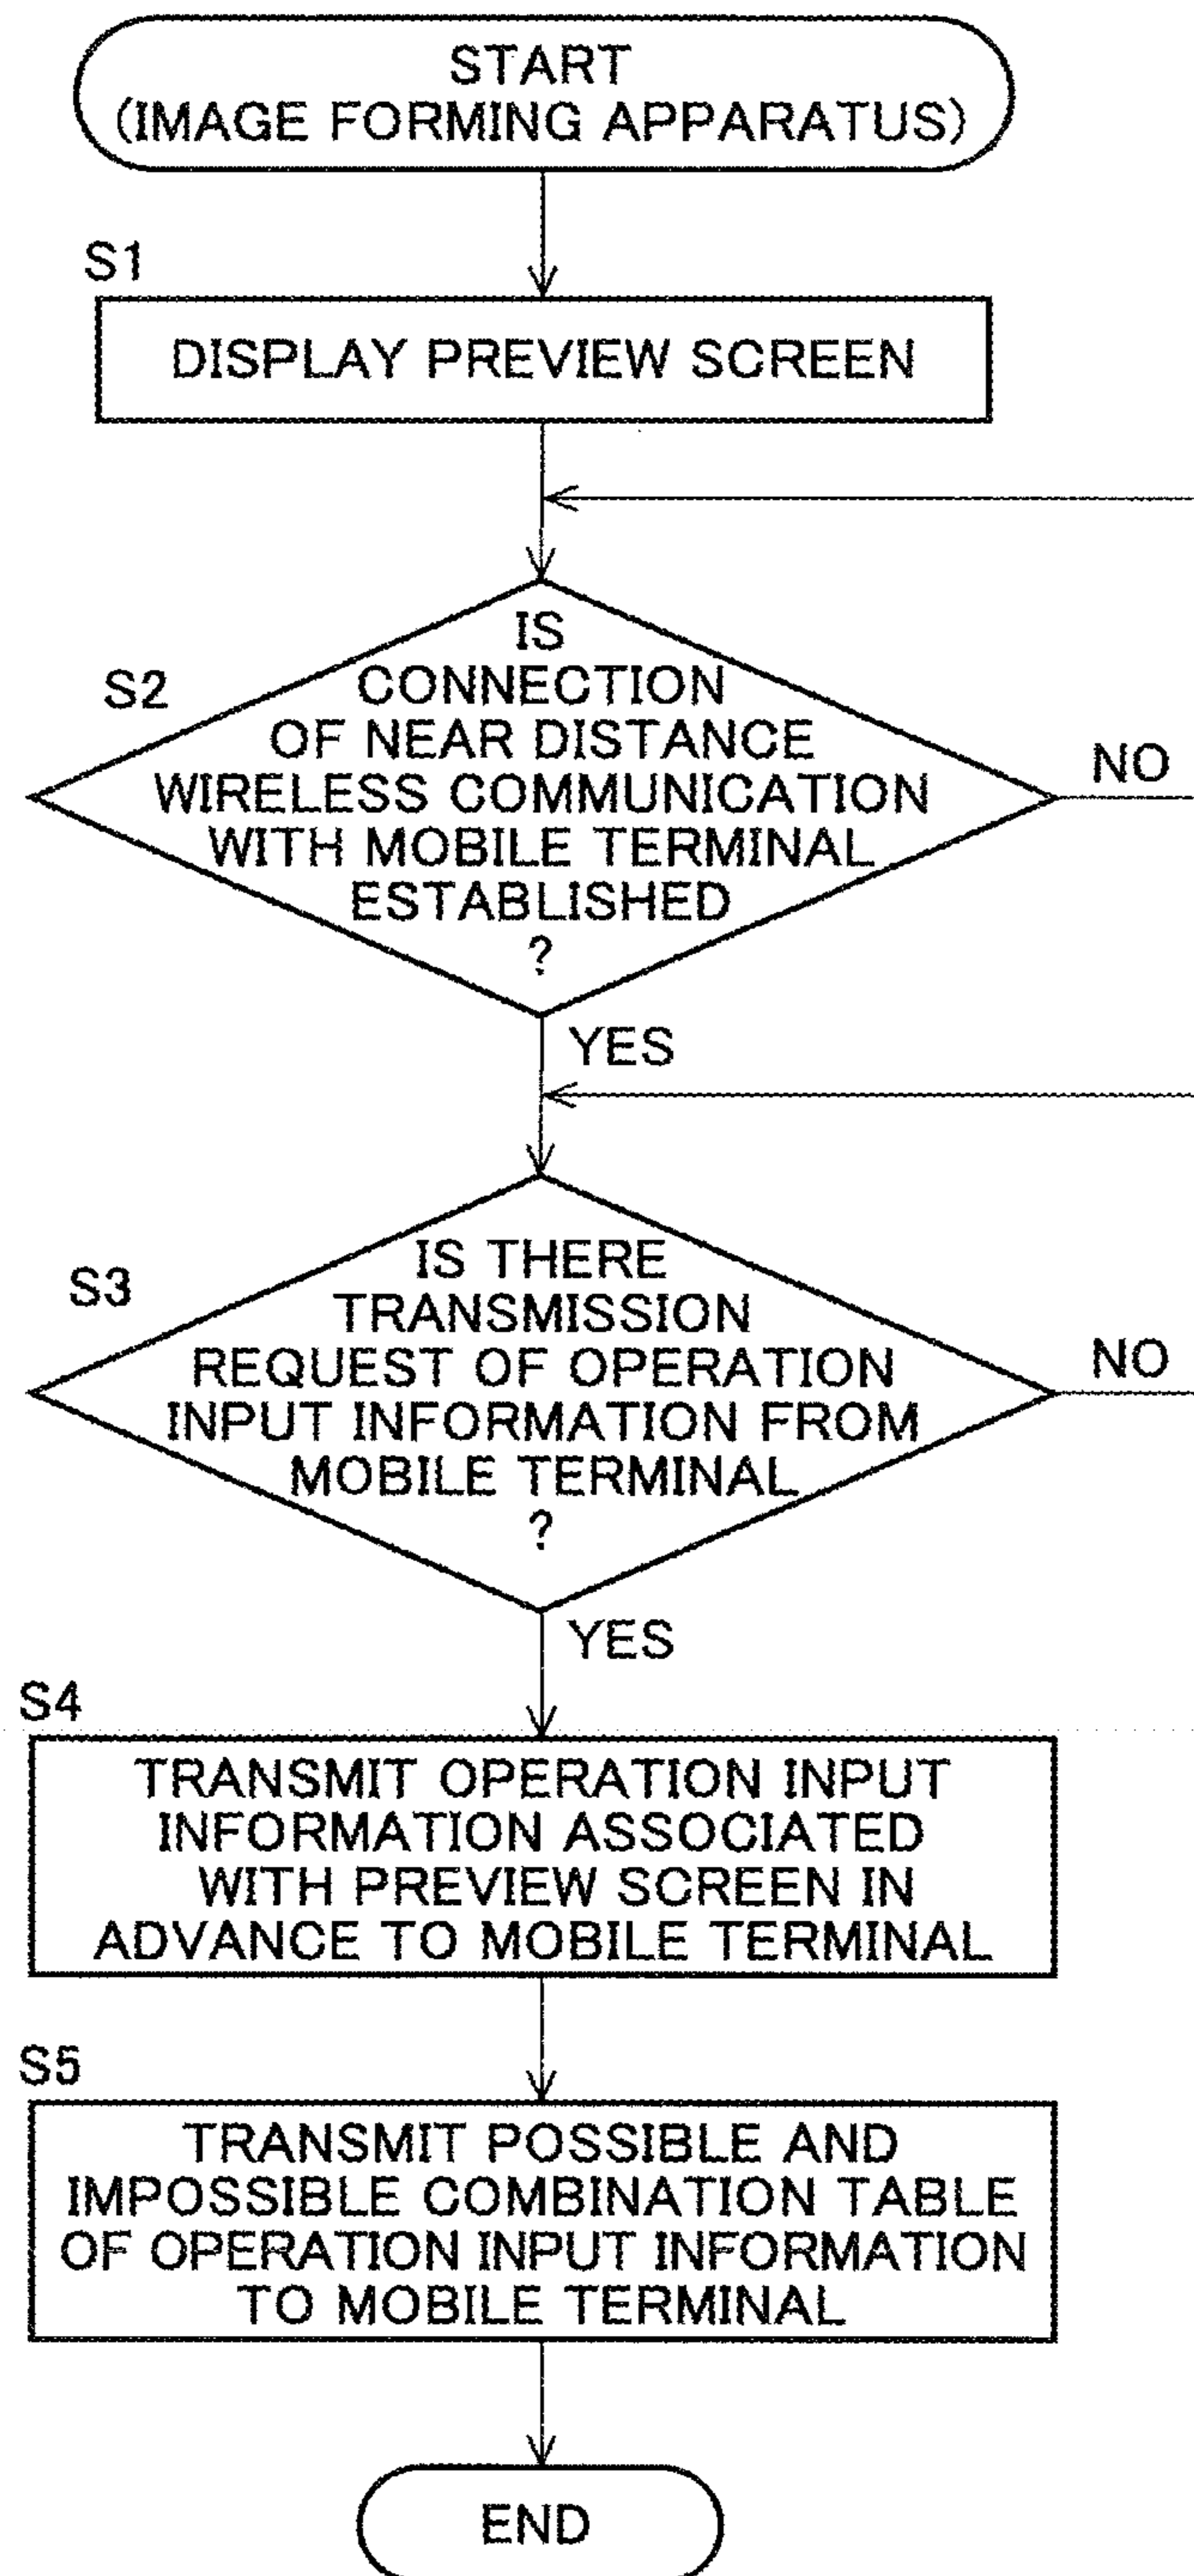 START
(IMAGE FORMING APPARATUS)
S1
DISPLAY PREVIEW SCREEN
S2
IS
CONNECTION
OF NEAR DISTANCE
WIRELESS COMMUNICATION
WITH MOBILE TERMINAL
ESTABLISHED
?
NO
YES
S3
IS THERE
TRANSMISSION
REQUEST OF OPERATION
INPUT INFORMATION FROM
MOBILE TERMINAL
?
NO
YES
S4
TRANSMIT OPERATION INPUT
INFORMATION ASSOCIATED
WITH PREVIEW SCREEN IN
ADVANCE TO MOBILE TERMINAL
S5
TRANSMIT POSSIBLE AND
IMPOSSIBLE COMBINATION TABLE
OF OPERATION INPUT INFORMATION
TO MOBILE TERMINAL
END